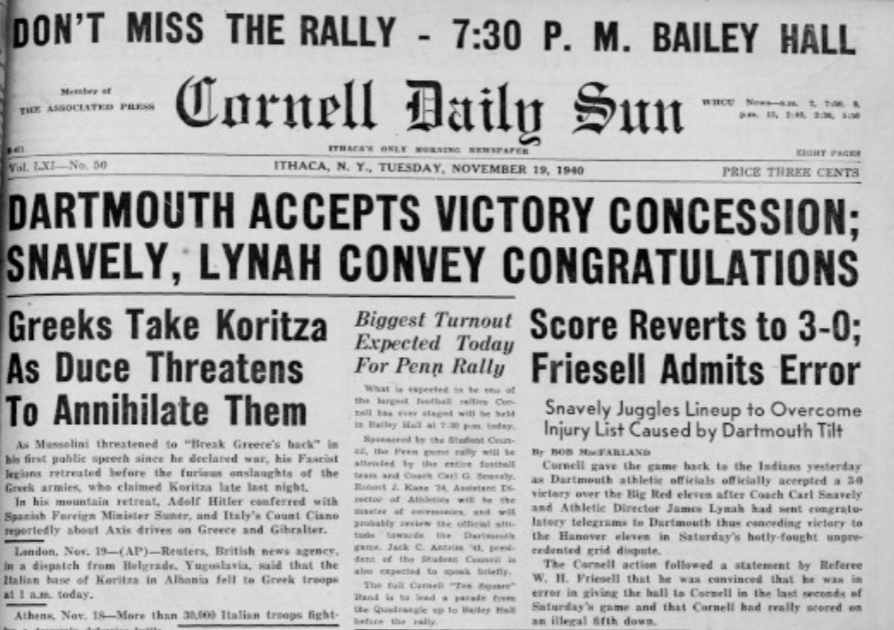 DON'T MISS THE RALLY - 7:30 P. M. BAILEY HALL
Member of
THE ASSOCIATED PRESS
Cornell Daily Sun
WHCU News—a.m. 7, 7:50, 9,
ITHACA'S ONLY MORNING NEWSPAPER
EIGHT PAGES
Vol. LXI—No. 50
ITHACA, N. Y., TUESDAY, NOVEMBER 19, 1940
PRICE THREE CENTS
DARTMOUTH ACCEPTS VICTORY CONCESSION;
SNAVELY, LYNAH CONVEY CONGRATULATIONS
Greeks Take Koritza
As Duce Threatens
To Annihilate Them
As Mussolini threatened to "Break Greece's back" in
his first public speech since he declared war, his Fascist
legions retreated before the furious onslaughts of the
Greek armies, who claimed Koritza late last night.
In his mountain retreat, Adolf Hitler conferred with
Spanish Foreign Minister Suner, and Italy's Count Ciano
reportedly about Axis drives on Greece and Gibralter.
London, Nov. 19—(AP)—Reuters, British news agency,
in a dispatch from Belgrade, Yugoslavia, said that the
Italian base of Koritza in Albania fell to Greek troops
at 1 a.m. today.
Athens, Nov. 18—More than 30,000 Italian troops fight-
Biggest Turnout
Expected Today
For Penn Rally
What is expected to be one of
the largest football rallies Cor-
nell has ever staged will be held
in Bailey Hall at 7:30 p.m. today.
Sponsored by the Student Coun-
cil, the Penn game rally will be
attended by the entire football
team and Coach Carl G. Snavely.
Robert J. Kane '34, Assistant Di-
rector of Athletics will be the
master of ceremonies, and will
probably review the official atti-
tude towards the Dartmouth
game. Jack C. Antrim '41, presi-
dent of the Student Council is
also expected to speak briefly.
The full Cornell "Ten Square"
Band is to lead a parade from
the Quadrangle up to Bailey Hall
before the rally.
Score Reverts to 3-0;
Friesell Admits Error
Snavely Juggles Lineup to Overcome
Injury List Caused by Dartmouth Tilt
By BOB MacFARLAND
Cornell gave the game back to the Indians yesterday
as Dartmouth athletic officials officially accepted a 3-0
victory over the Big Red eleven after Coach Carl Snavely
and Athletic Director James Lynah had sent congratu-
latory telegrams to Dartmouth thus conceding victory to
the Hanover eleven in Saturday's hotly-fought unpre-
cedented grid dispute.
The Cornell action followed a statement by Referee
W. H. Friesell that he was convinced that he was in
error in giving the ball to Cornell in the last seconds of
Saturday's game and that Cornell had really scored on
an illegal fifth down.